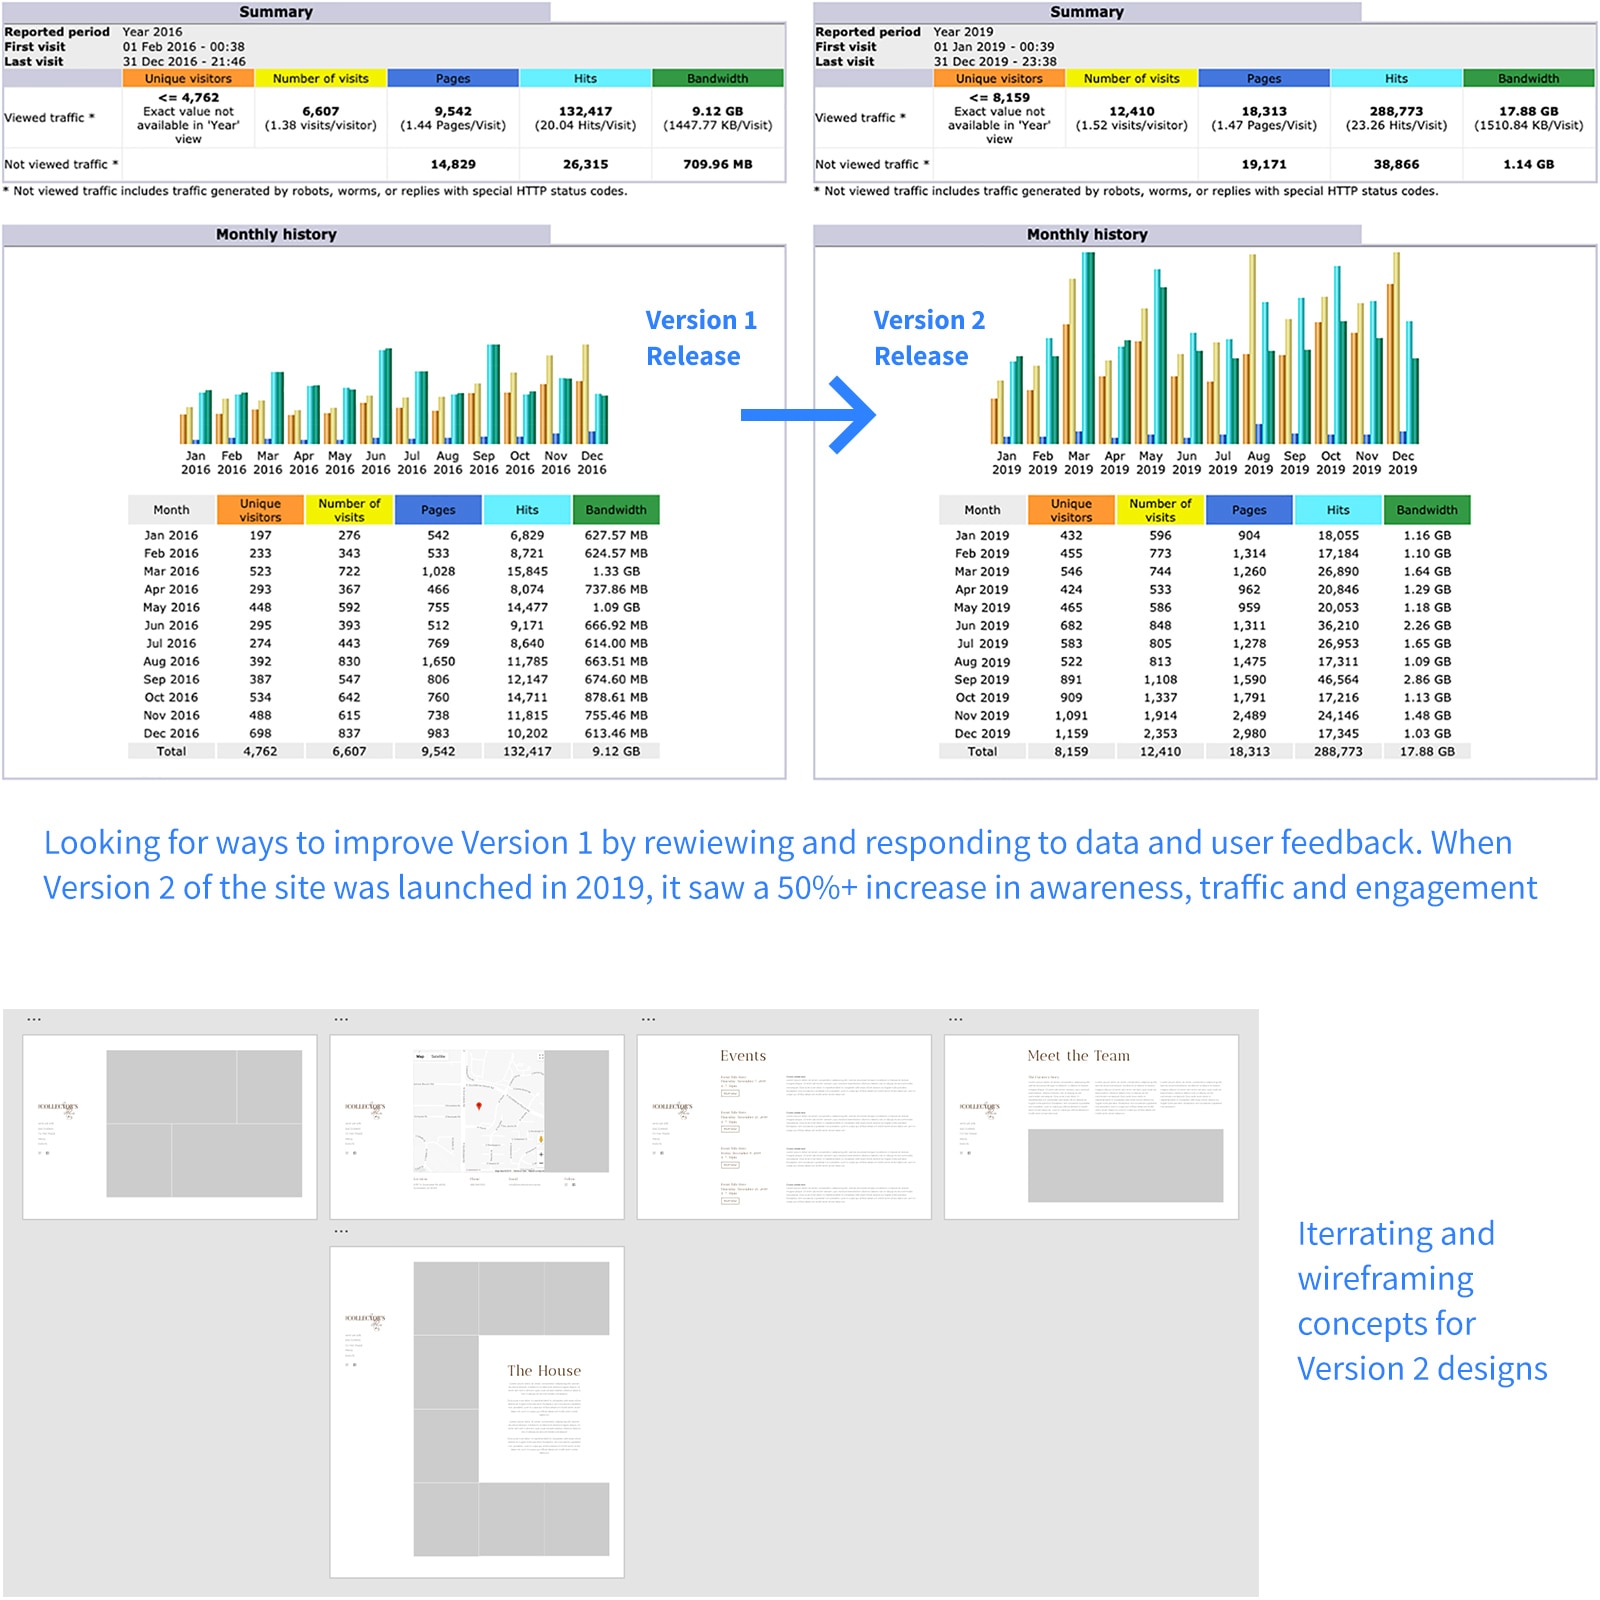 Summary
Reported period Year 2016
First visit 01 Feb 2016 - 00:38
Last visit 31 Dec 2016 - 21:46
Unique visitors Number of visits Pages Hits Bandwidth
Viewed traffic * <= 4,762 Exact value not available in 'Year' view 6,607 (1.38 visits/visitor) 9,542 (1.44 Pages/Visit) 132,417 (20.04 Hits/Visit) 9.12 GB (1447.77 KB/Visit)
Not viewed traffic * 14,829 26,315 709.96 MB
* Not viewed traffic includes traffic generated by robots, worms, or replies with special HTTP status codes.
Monthly history
Jan 2016 Feb 2016 Mar 2016 Apr 2016 May 2016 Jun 2016 Jul 2016 Aug 2016 Sep 2016 Oct 2016 Nov 2016 Dec 2016
Month Unique visitors Number of visits Pages Hits Bandwidth
Jan 2016 197 276 542 6,829 627.57 MB
Feb 2016 233 343 533 8,721 624.57 MB
Mar 2016 523 722 1,028 15,845 1.33 GB
Apr 2016 293 367 466 8,074 737.86 MB
May 2016 448 592 755 14,477 1.09 GB
Jun 2016 295 393 512 9,171 666.92 MB
Jul 2016 274 443 769 8,640 614.00 MB
Aug 2016 392 830 1,650 11,785 663.51 MB
Sep 2016 387 547 806 12,147 674.60 MB
Oct 2016 534 642 760 14,711 878.61 MB
Nov 2016 488 615 738 11,815 755.46 MB
Dec 2016 698 837 983 10,202 613.46 MB
Total 4,762 6,607 9,542 132,417 9.12 GB
Version 1
Release
Summary
Reported period Year 2019
First visit 01 Jan 2019 - 00:39
Last visit 31 Dec 2019 - 23:38
Unique visitors Number of visits Pages Hits Bandwidth
Viewed traffic * <= 8,159 Exact value not available in 'Year' view 12,410 (1.52 visits/visitor) 18,313 (1.47 Pages/Visit) 288,773 (23.26 Hits/Visit) 17.88 GB (1510.84 KB/Visit)
Not viewed traffic * 19,171 38,866 1.14 GB
* Not viewed traffic includes traffic generated by robots, worms, or replies with special HTTP status codes.
Monthly history
Version 2
Release
Jan 2019 Feb 2019 Mar 2019 Apr 2019 May 2019 Jun 2019 Jul 2019 Aug 2019 Sep 2019 Oct 2019 Nov 2019 Dec 2019
Month Unique visitors Number of visits Pages Hits Bandwidth
Jan 2019 432 596 904 18,055 1.16 GB
Feb 2019 455 773 1,314 17,184 1.10 GB
Mar 2019 546 744 1,260 26,890 1.64 GB
Apr 2019 424 533 962 20,846 1.29 GB
May 2019 465 586 959 20,053 1.18 GB
Jun 2019 682 848 1,311 36,210 2.26 GB
Jul 2019 583 805 1,278 26,953 1.65 GB
Aug 2019 522 813 1,475 17,311 1.09 GB
Sep 2019 891 1,108 1,590 46,564 2.86 GB
Oct 2019 909 1,337 1,791 17,216 1.13 GB
Nov 2019 1,091 1,914 2,489 24,146 1.48 GB
Dec 2019 1,159 2,353 2,980 17,345 1.03 GB
Total 8,159 12,410 18,313 288,773 17.88 GB
Looking for ways to improve Version 1 by rewiewing and responding to data and user feedback. When
Version 2 of the site was launched in 2019, it saw a 50%+ increase in awareness, traffic and engagement
COLLECTOR'S
COLLECTOR'S
Map Satellite
COLLECTOR'S
Events
COLLECTOR'S
Meet the Team
COLLECTOR'S
The House
Iterrating and
wireframing
concepts for
Version 2 designs